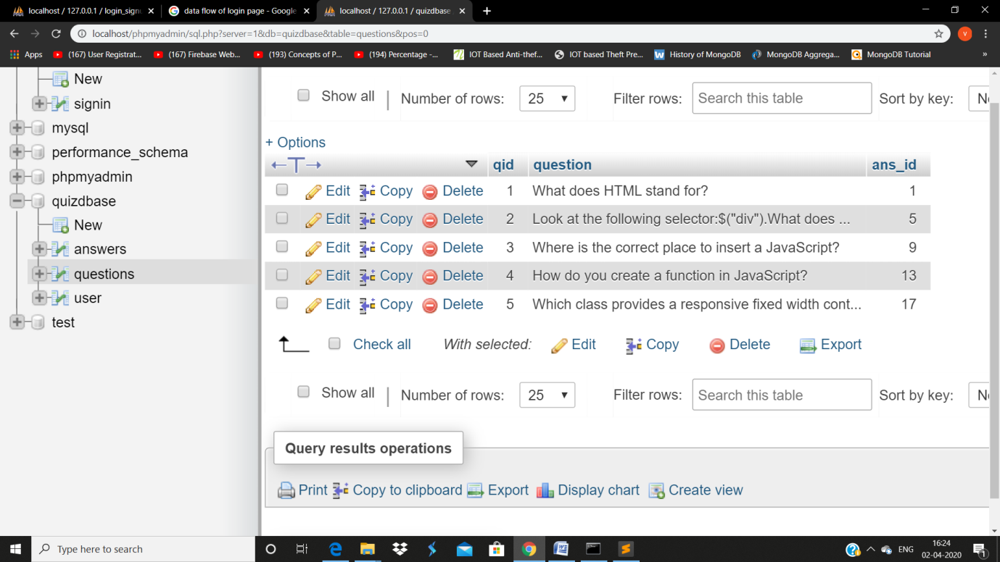 localhost / 127.0.0.1 / login_signu
data flow of login page - Google
localhost / 127.0.0.1 / quizdbase
localhost/phpmyadmin/sql.php?server=1&db=quizdbase&table=questions&pos=0
V
Apps
(167) User Registrat...
(167) Firebase Web...
(193) Concepts of P...
(194) Percentage -...
IOT Based Anti-thef...
IOT based Theft Pre...
W History of MongoDB
MongoDB Aggrega...
MongoDB Tutorial
»
New
signin
mysql
performance_schema
phpmyadmin
quizdbase
New
answers
questions
user
test
Show all | Number of rows: 25 Filter rows: Search this table Sort by key:
+ Options
qid question ans_id
Edit Copy Delete 1 What does HTML stand for? 1
Edit Copy Delete 2 Look at the following selector:$("div").What does ... 5
Edit Copy Delete 3 Where is the correct place to insert a JavaScript? 9
Edit Copy Delete 4 How do you create a function in JavaScript? 13
Edit Copy Delete 5 Which class provides a responsive fixed width cont... 17
Check all With selected: Edit Copy Delete Export
Show all | Number of rows: 25 Filter rows: Search this table Sort by key:
Query results operations
Print Copy to clipboard Export Display chart Create view
Type here to search
ENG
16:24
02-04-2020
1